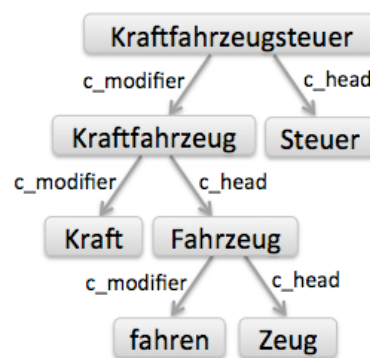 Kraftfahrzeugsteuer
c_modifier c_head
Kraftfahrzeug Steuer
c_modifier c_head
Kraft Fahrzeug
c_modifier c_head
fahren Zeug